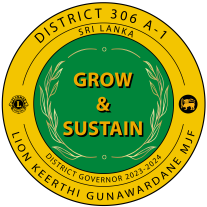 DISTRICT 306 A-1
SRI LANKA
GROW
&
SUSTAIN
DISTRICT GOVERNOR 2023-2024
LION KEERTHI GUNAWARDANE MJF